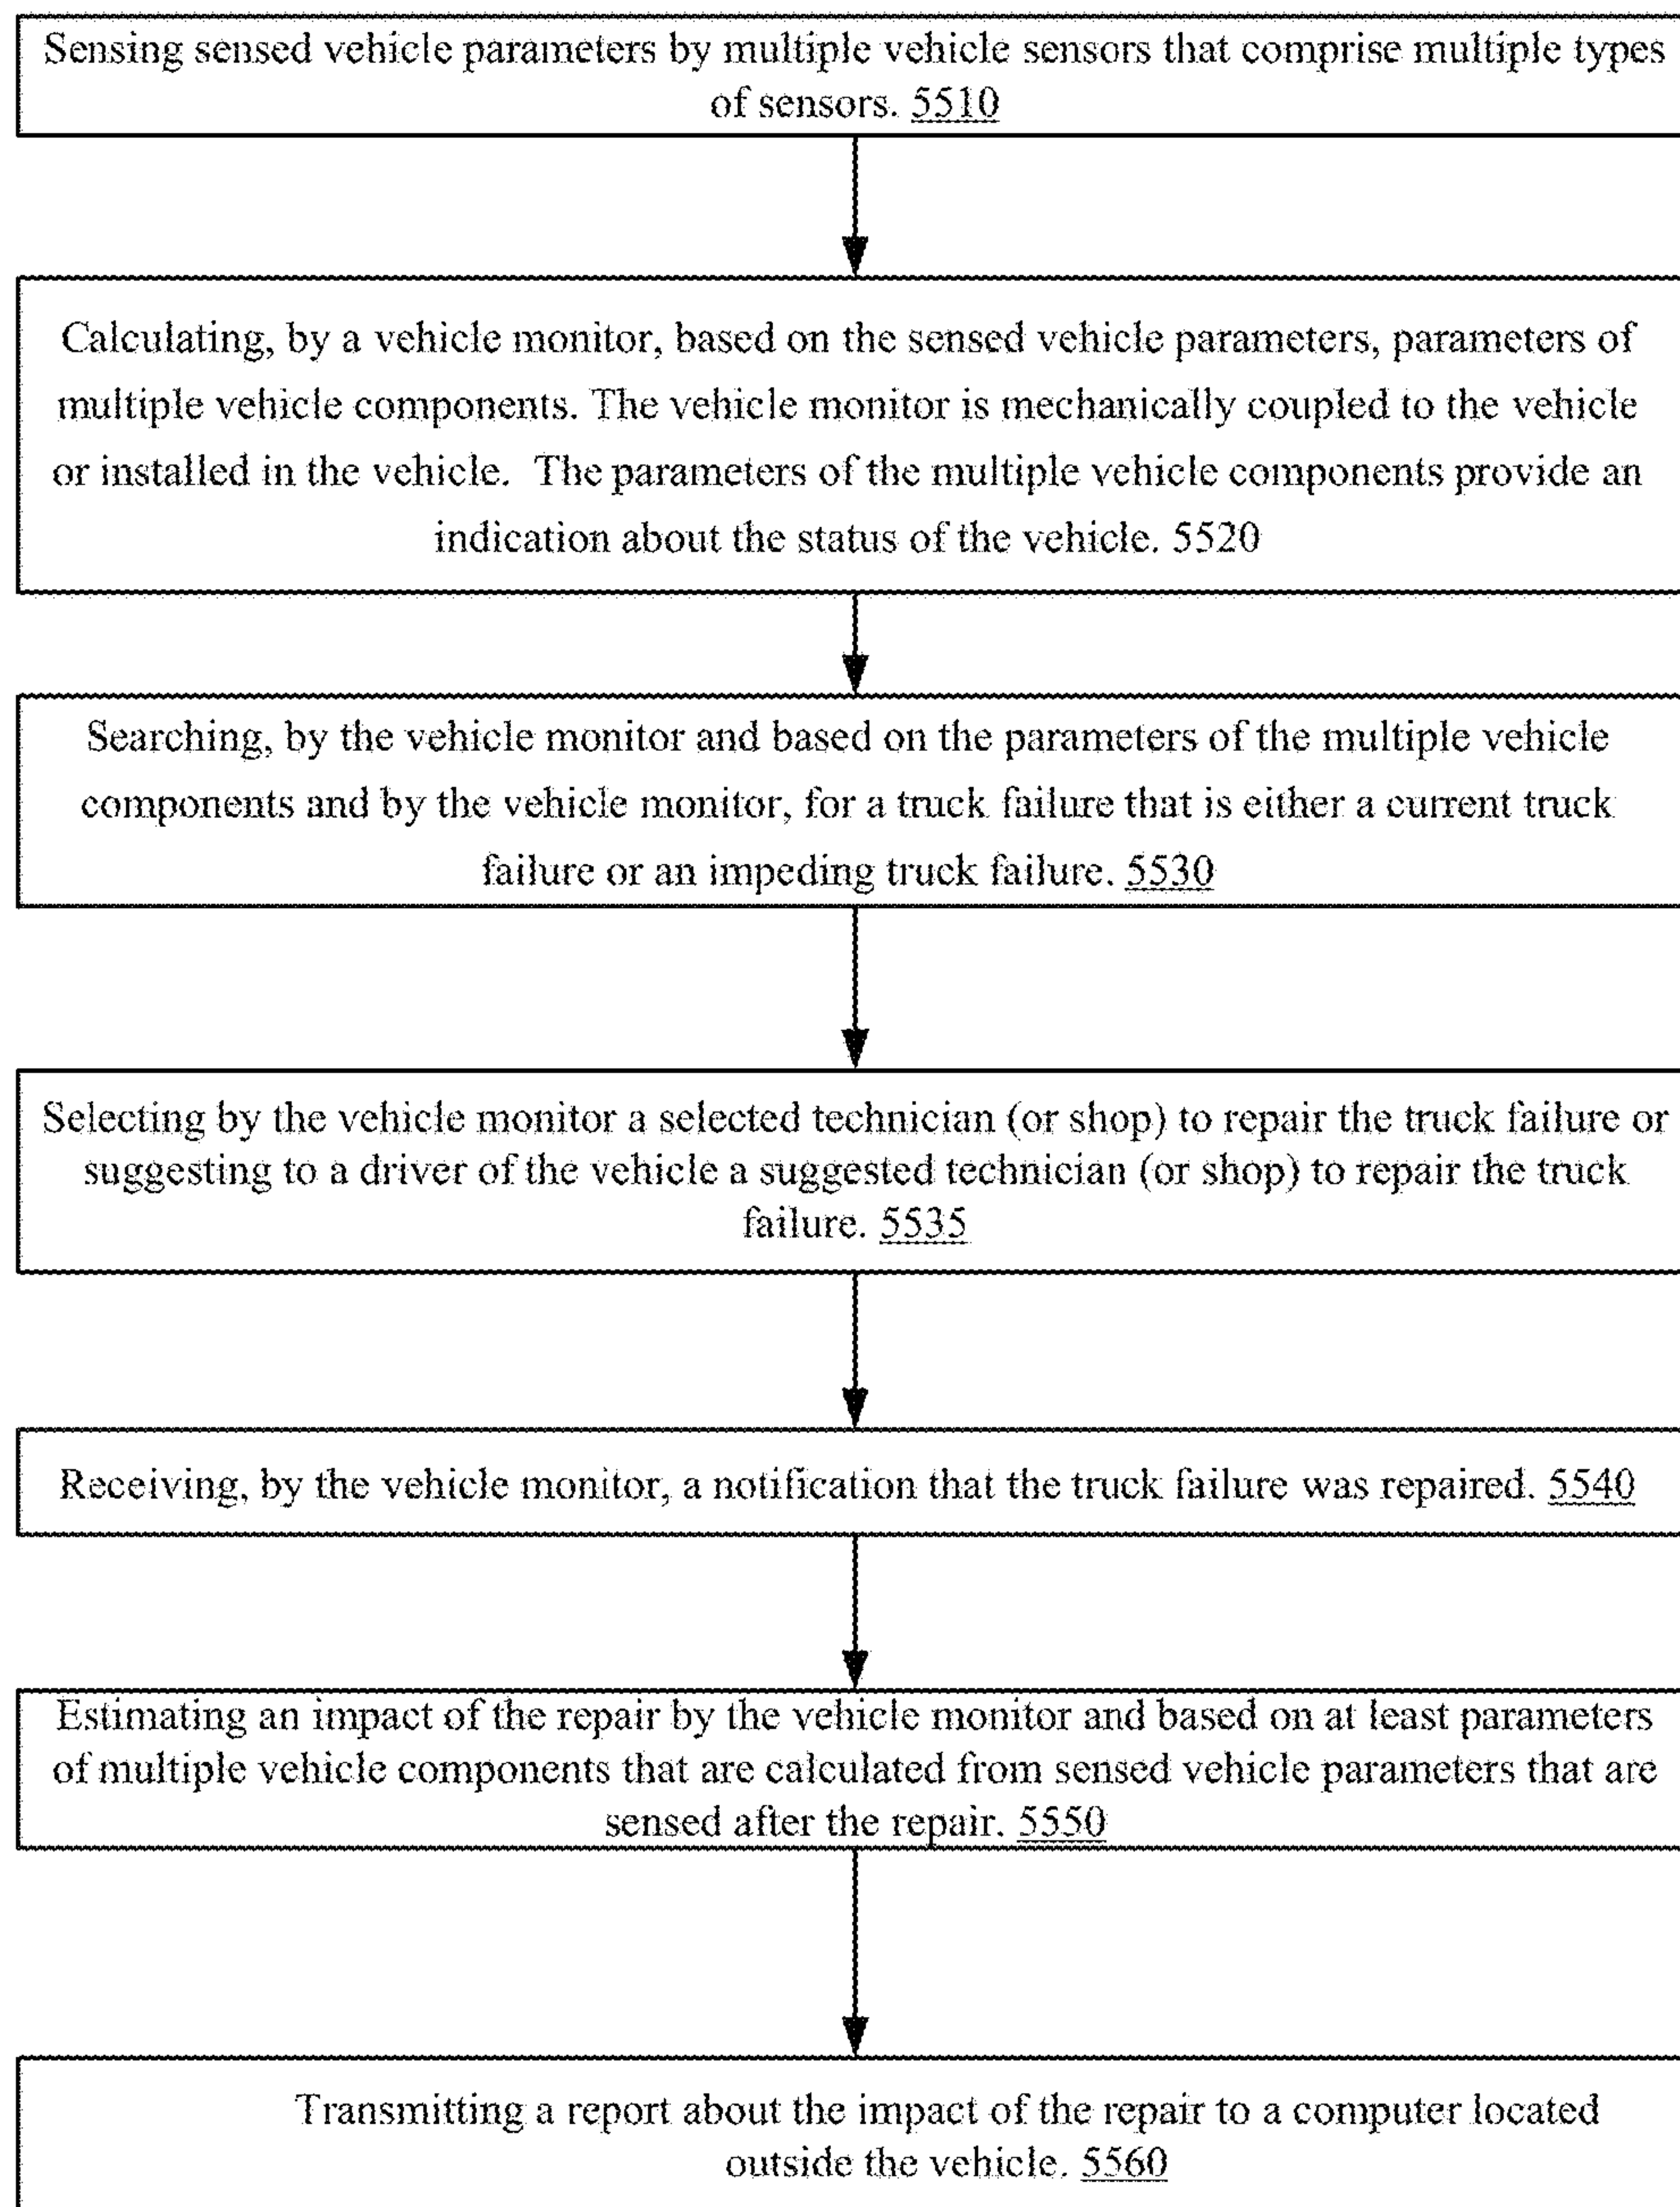 Sensing sensed vehicle parameters by multiple vehicle sensors that comprise multiple types
of sensors. 5510
Calculating, by a vehicle monitor, based on the sensed vehicle parameters, parameters of
multiple vehicle components. The vehicle monitor is mechanically coupled to the vehicle
or installed in the vehicle.  The parameters of the multiple vehicle components provide an
indication about the status of the vehicle. 5520
Searching, by the vehicle monitor and based on the parameters of the multiple vehicle
components and by the vehicle monitor, for a truck failure that is either a current truck
failure or an impeding truck failure. 5530
Selecting by the vehicle monitor a selected technician (or shop) to repair the truck failure or
suggesting to a driver of the vehicle a suggested technician (or shop) to repair the truck
failure. 5535
Receiving, by the vehicle monitor, a notification that the truck failure was repaired. 5540
Estimating an impact of the repair by the vehicle monitor and based on at least parameters
of multiple vehicle components that are calculated from sensed vehicle parameters that are
sensed after the repair. 5550
Transmitting a report about the impact of the repair to a computer located
outside the vehicle. 5560